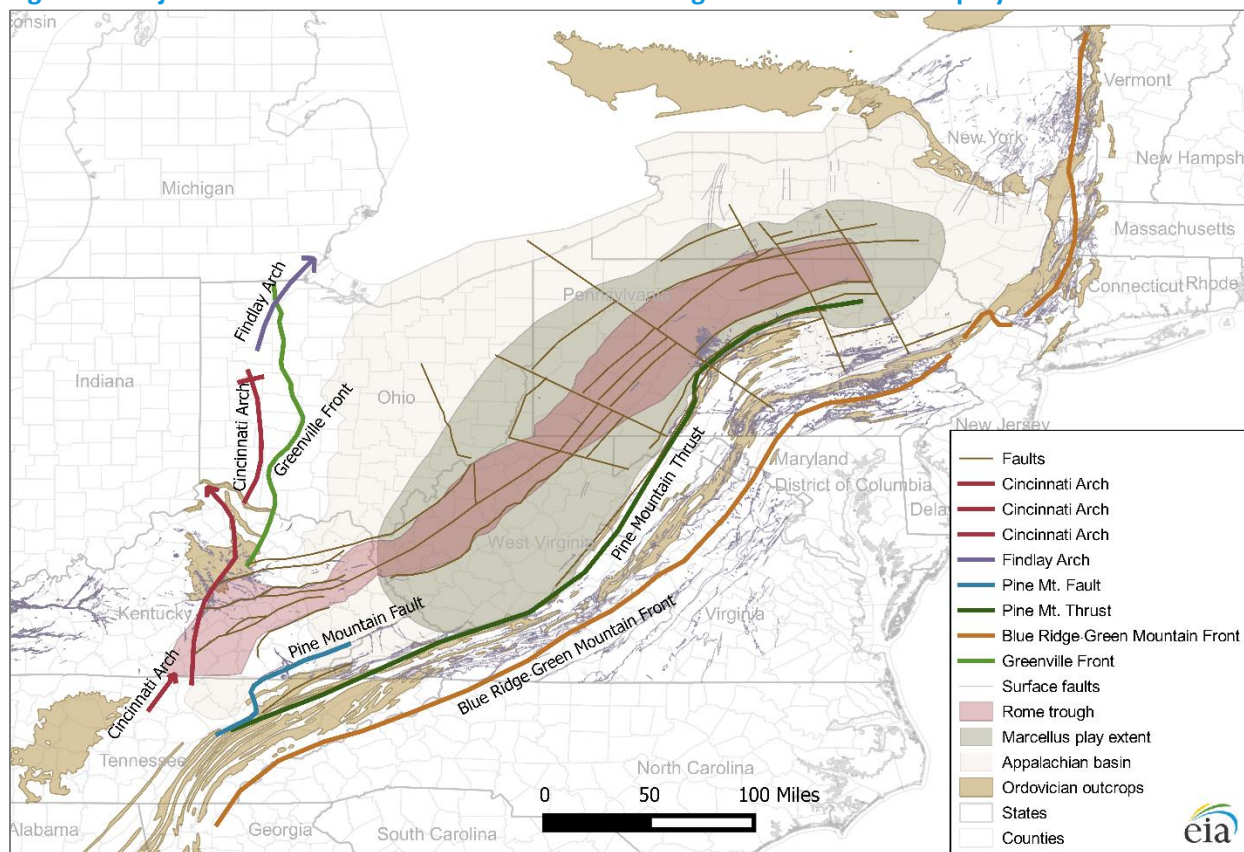 Michigan
Indiana
Ohio
Kentucky
Tennessee
Alabama
Georgia
South Carolina
North Carolina
Virginia
West Virginia
Pennsylvania
New York
Vermont
New Hampsh
Massachusetts
Connecticut
Rhode
New Jersey
Maryland
District of Columbia
Dela
consin
Findlay Arch
Cincinnati Arch
Greenville Front
Cincinnati Arch
Pine Mountain Fault
Pine Mountain Thrust
Blue Ridge-Green Mountain Front
0 50 100 Miles
Faults
Cincinnati Arch
Cincinnati Arch
Cincinnati Arch
Findlay Arch
Pine Mt. Fault
Pine Mt. Thrust
Blue Ridge-Green Mountain Front
Greenville Front
Surface faults
Rome trough
Marcellus play extent
Appalachian basin
Ordovician outcrops
States
Counties
eia